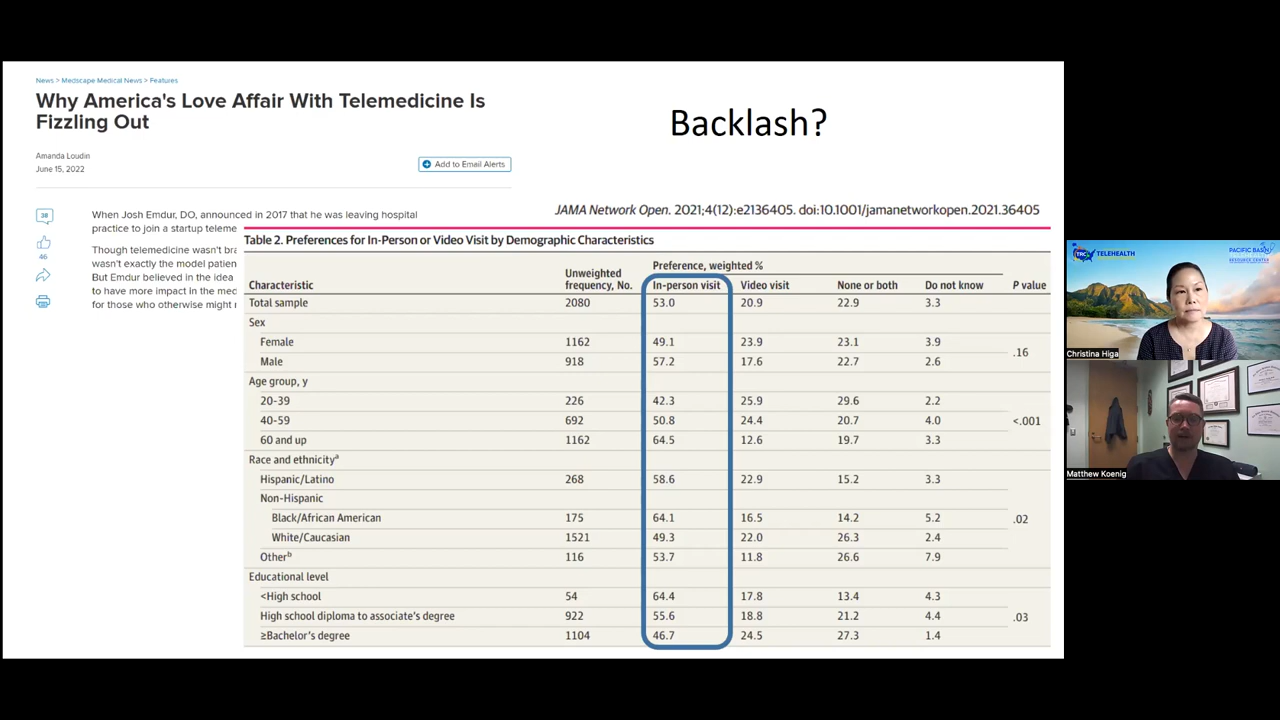 News > Medscape Medical News > Features
Why America's Love Affair With Telemedicine Is
Fizzling Out
Amanda Loudin
June 15, 2022
Add to Email Alerts
38
46
When Josh Emdur, DO, announced in 2017 that he was leaving hospital
practice to join a startup teleme
Though telemedicine wasn't bra
wasn't exactly the model patien
But Emdur believed in the idea
to have more impact in the med
for those who otherwise might
Backlash?
JAMA Network Open. 2021;4(12):e2136405. doi:10.1001/jamanetworkopen.2021.36405
Table 2. Preferences for In-Person or Video Visit by Demographic Characteristics
Preference, weighted %
Characteristic Unweighted frequency, No. In-person visit Video visit None or both Do not know P value
Total sample 2080 53.0 20.9 22.9 3.3
Sex
Female 1162 49.1 23.9 23.1 3.9
.16
Male 918 57.2 17.6 22.7 2.6
Age group, y
20-39 226 42.3 25.9 29.6 2.2
40-59 692 50.8 24.4 20.7 4.0 <.001
60 and up 1162 64.5 12.6 19.7 3.3
Race and ethnicityᵃ
Hispanic/Latino 268 58.6 22.9 15.2 3.3
Non-Hispanic
Black/African American 175 64.1 16.5 14.2 5.2 .02
White/Caucasian 1521 49.3 22.0 26.3 2.4
Otherᵇ 116 53.7 11.8 26.6 7.9
Educational level
<High school 54 64.4 17.8 13.4 4.3
High school diploma to associate's degree 922 55.6 18.8 21.2 4.4 .03
≥Bachelor's degree 1104 46.7 24.5 27.3 1.4
TRC TELEHEALTH
PACIFIC BASIN
Christina Higa
Matthew Koenig